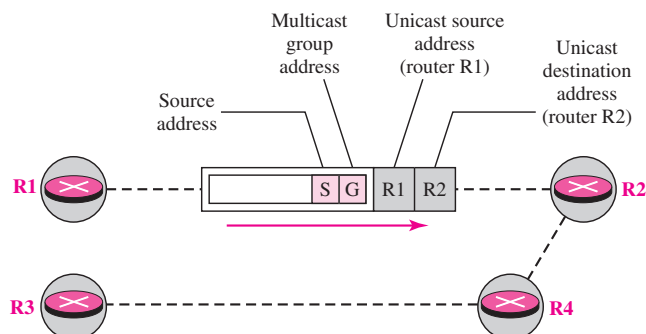 Multicast
group
address
Unicast source
address
(router R1)
Unicast
destination
address
(router R2)
Source
address
R1
S
G
R1
R2
R2
R3
R4